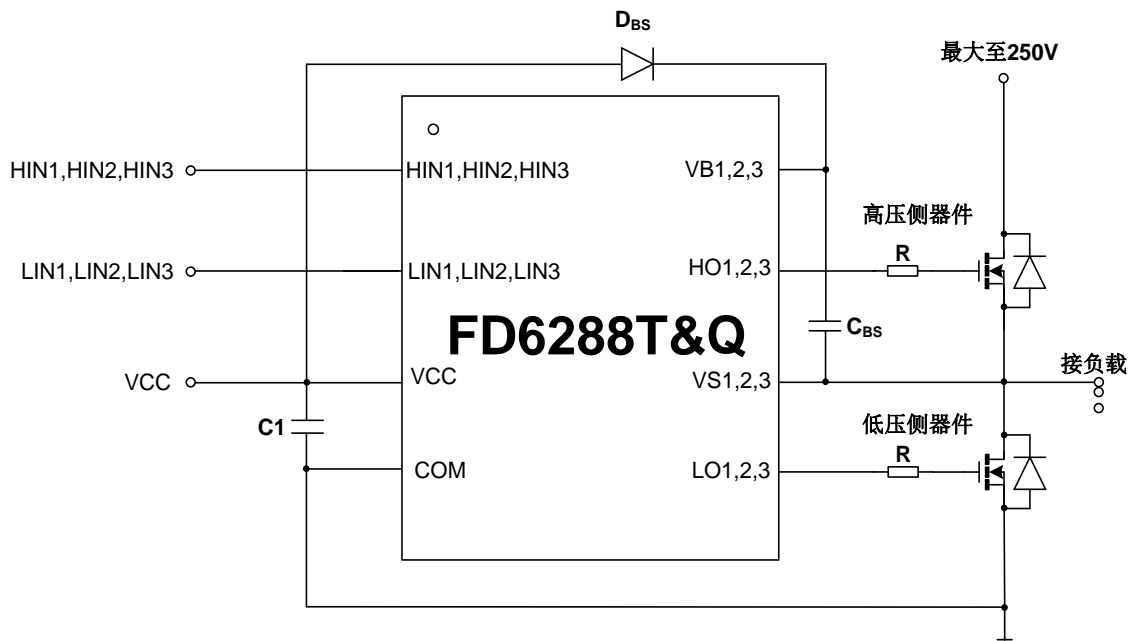 DBS
最大至250V
HIN1,HIN2,HIN3
HIN1,HIN2,HIN3
VB1,2,3
高压侧器件
R
LIN1,LIN2,LIN3
LIN1,LIN2,LIN3
HO1,2,3
FD6288T&Q
CBS
VCC
VCC
VS1,2,3
接负载
C1
低压侧器件
R
COM
LO1,2,3